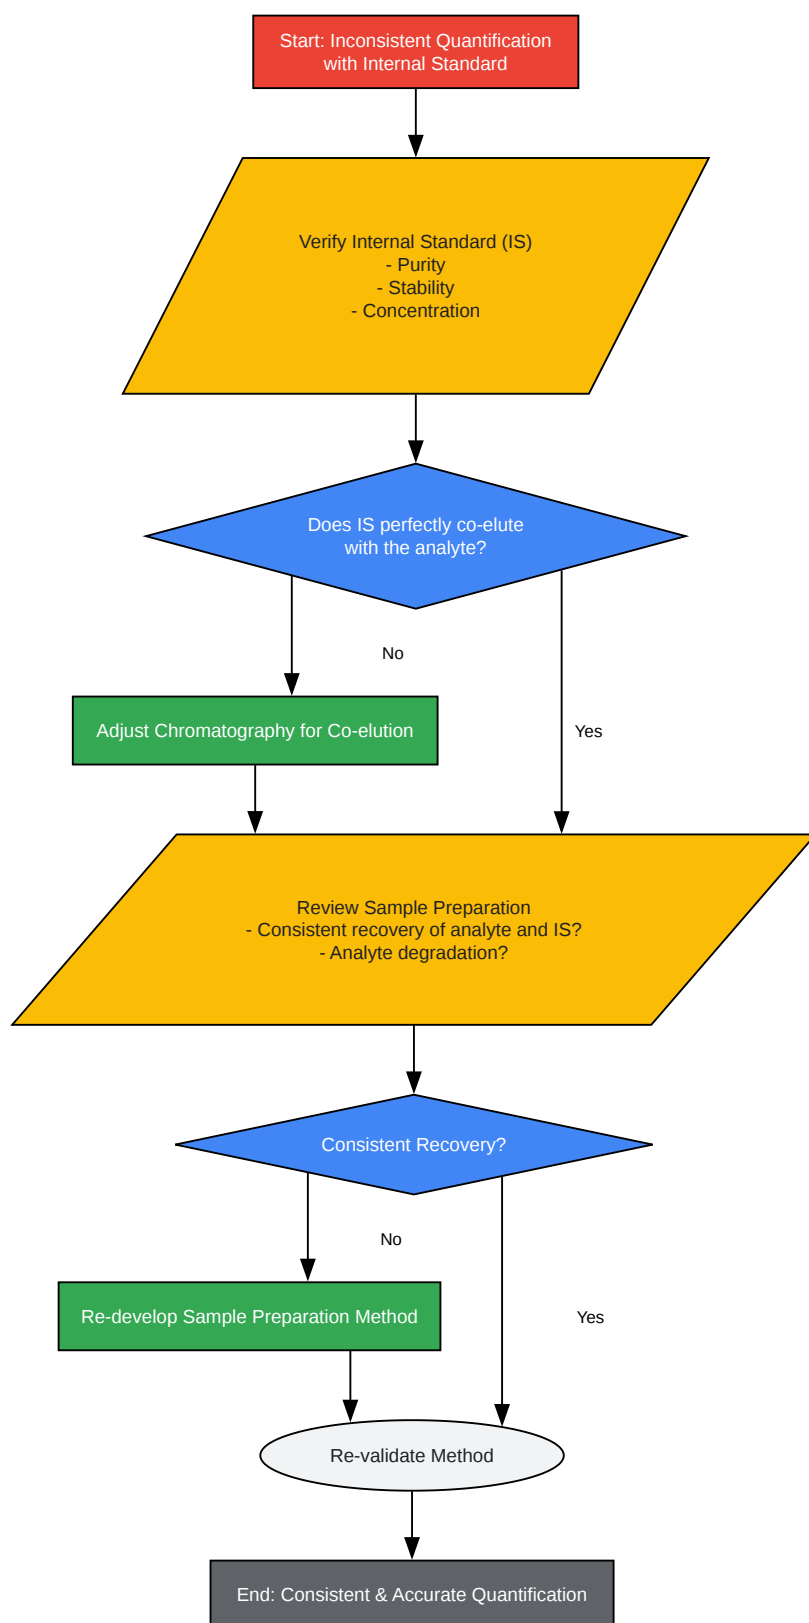 Start: Inconsistent Quantification
with Internal Standard
Verify Internal Standard (IS)
- Purity
- Stability
- Concentration
Does IS perfectly co-elute
with the analyte?
No
Adjust Chromatography for Co-elution
Yes
Review Sample Preparation
- Consistent recovery of analyte and IS?
- Analyte degradation?
Consistent Recovery?
No
Re-develop Sample Preparation Method
Yes
Re-validate Method
End: Consistent & Accurate Quantification